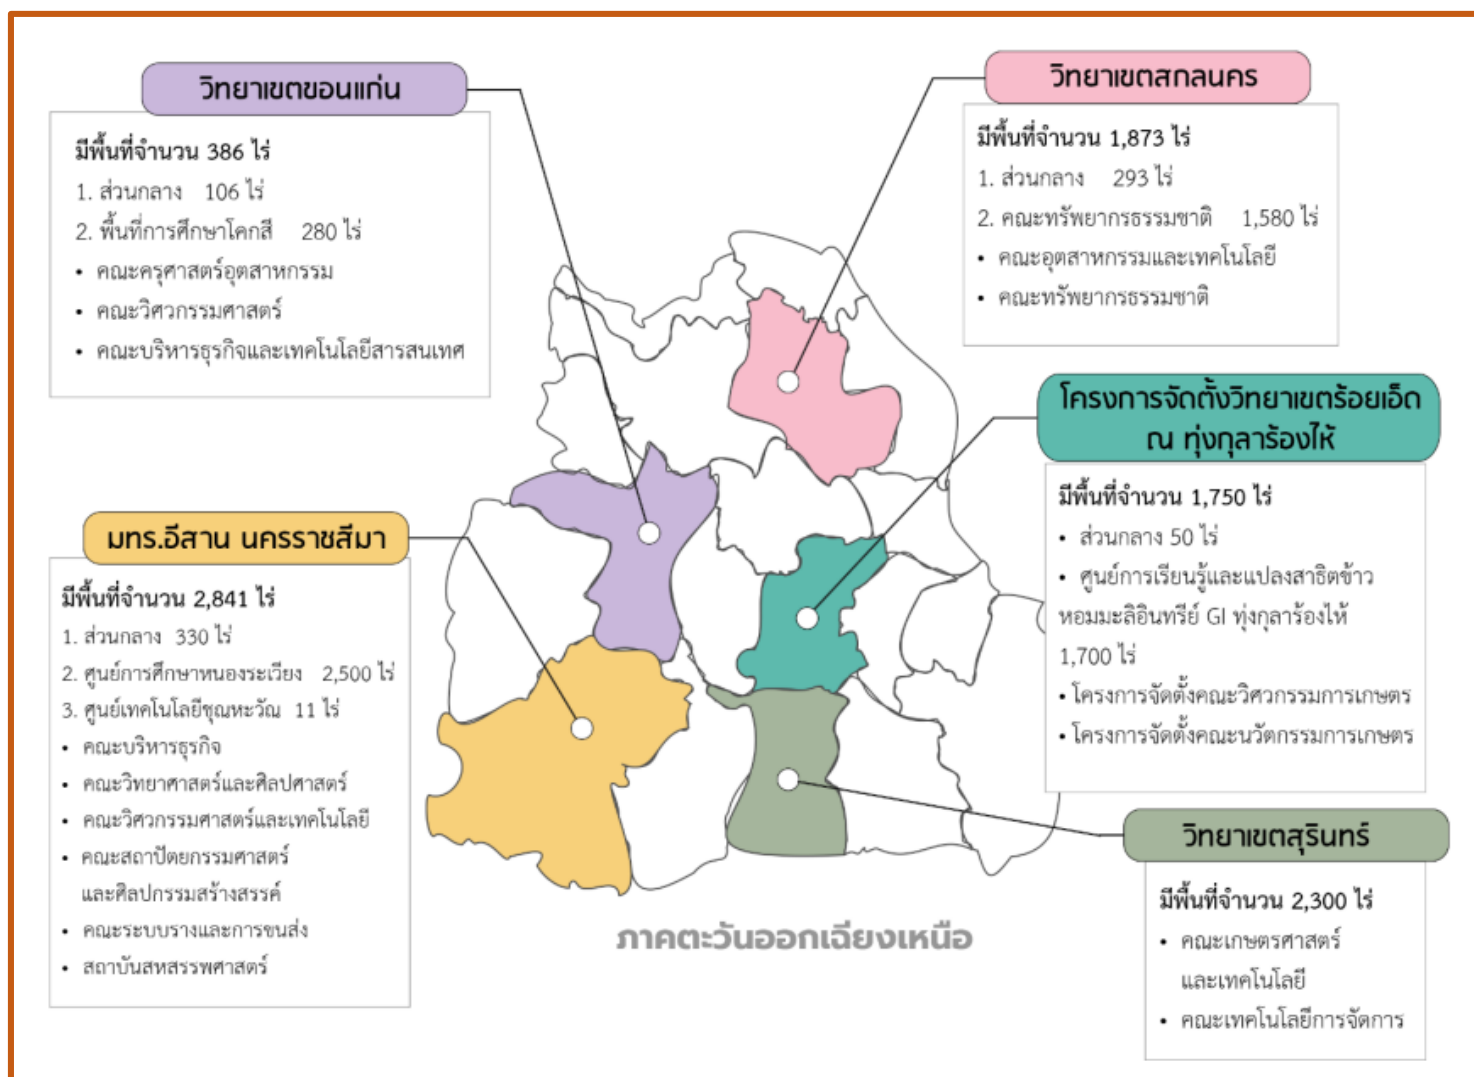 วิทยาเขตขอนแก่น
มีพื้นที่จำนวน 386 ไร่
1. ส่วนกลาง 106 ไร่
2. พื้นที่การศึกษาโคกสี 280 ไร่
• คณะครุศาสตร์อุตสาหกรรม
• คณะวิศวกรรมศาสตร์
• คณะบริหารธุรกิจและเทคโนโลยีสารสนเทศ
วิทยาเขตสกลนคร
มีพื้นที่จำนวน 1,873 ไร่
1. ส่วนกลาง 293 ไร่
2. คณะทรัพยากรธรรมชาติ 1,580 ไร่
• คณะอุตสาหกรรมและเทคโนโลยี
• คณะทรัพยากรธรรมชาติ
โครงการจัดตั้งวิทยาเขตร้อยเอ็ด
ณ ทุ่งกุลาร้องไห้
มีพื้นที่จำนวน 1,750 ไร่
• ส่วนกลาง 50 ไร่
• ศูนย์การเรียนรู้และแปลงสาธิตข้าว
หอมมะลิอินทรีย์ GI ทุ่งกุลาร้องไห้
1,700 ไร่
• โครงการจัดตั้งคณะวิศวกรรมการเกษตร
• โครงการจัดตั้งคณะนวัตกรรมการเกษตร
มทร.อีสาน นครราชสีมา
มีพื้นที่จำนวน 2,841 ไร่
1. ส่วนกลาง 330 ไร่
2. ศูนย์การศึกษาหนองระเวียง 2,500 ไร่
3. ศูนย์เทคโนโลยีชุณหะวัณ 11 ไร่
• คณะบริหารธุรกิจ
• คณะวิทยาศาสตร์และศิลปศาสตร์
• คณะวิศวกรรมศาสตร์และเทคโนโลยี
• คณะสถาปัตยกรรมศาสตร์
และศิลปกรรมสร้างสรรค์
• คณะระบบรางและการขนส่ง
• สถาบันสหสรรพศาสตร์
วิทยาเขตสุรินทร์
มีพื้นที่จำนวน 2,300 ไร่
• คณะเกษตรศาสตร์
และเทคโนโลยี
• คณะเทคโนโลยีการจัดการ
ภาคตะวันออกเฉียงเหนือ